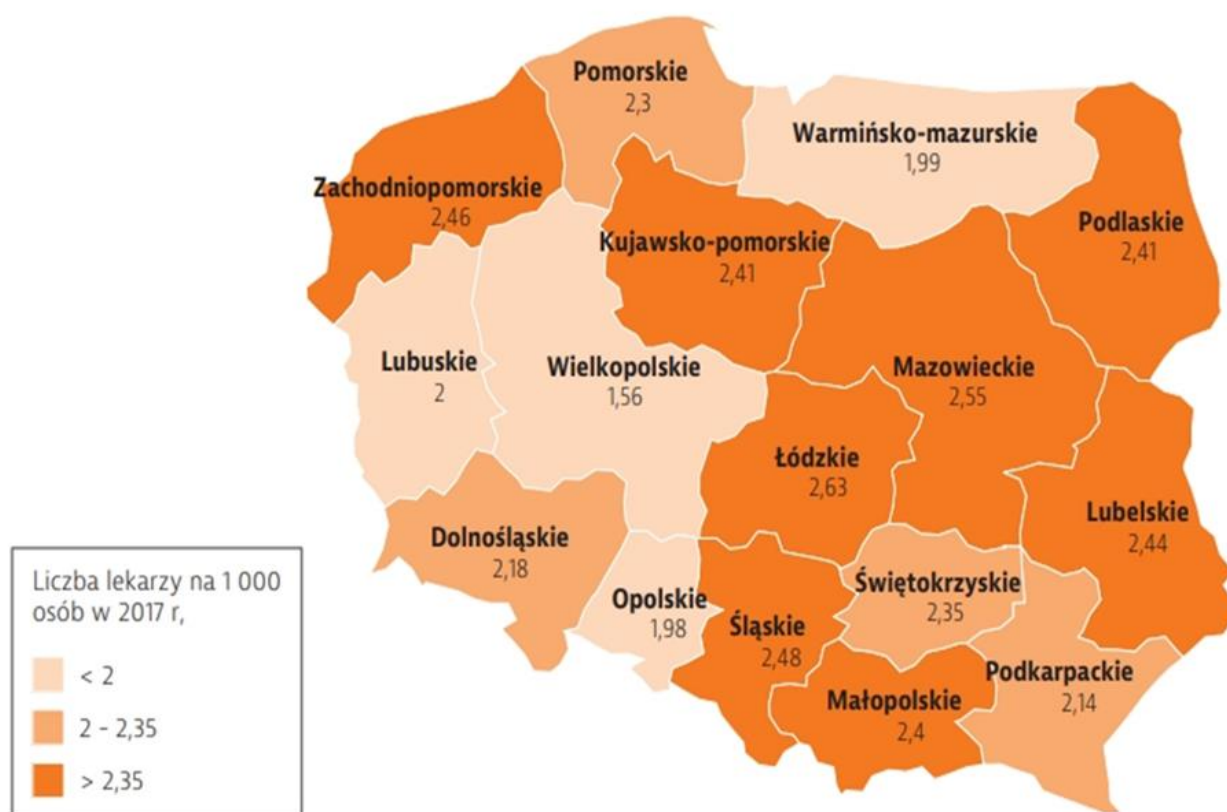 Pomorskie
2,3
Warmińsko-mazurskie
1,99
Zachodniopomorskie
2,46
Podlaskie
2,41
Kujawsko-pomorskie
2,41
Lubuskie
2
Wielkopolskie
1,56
Mazowieckie
2,55
Łódzkie
2,63
Lubelskie
2,44
Dolnośląskie
2,18
Świętokrzyskie
2,35
Opolskie
1,98
Śląskie
2,48
Podkarpackie
2,14
Małopolskie
2,4
Liczba lekarzy na 1 000
osób w 2017 r,
< 2
2 - 2,35
> 2,35